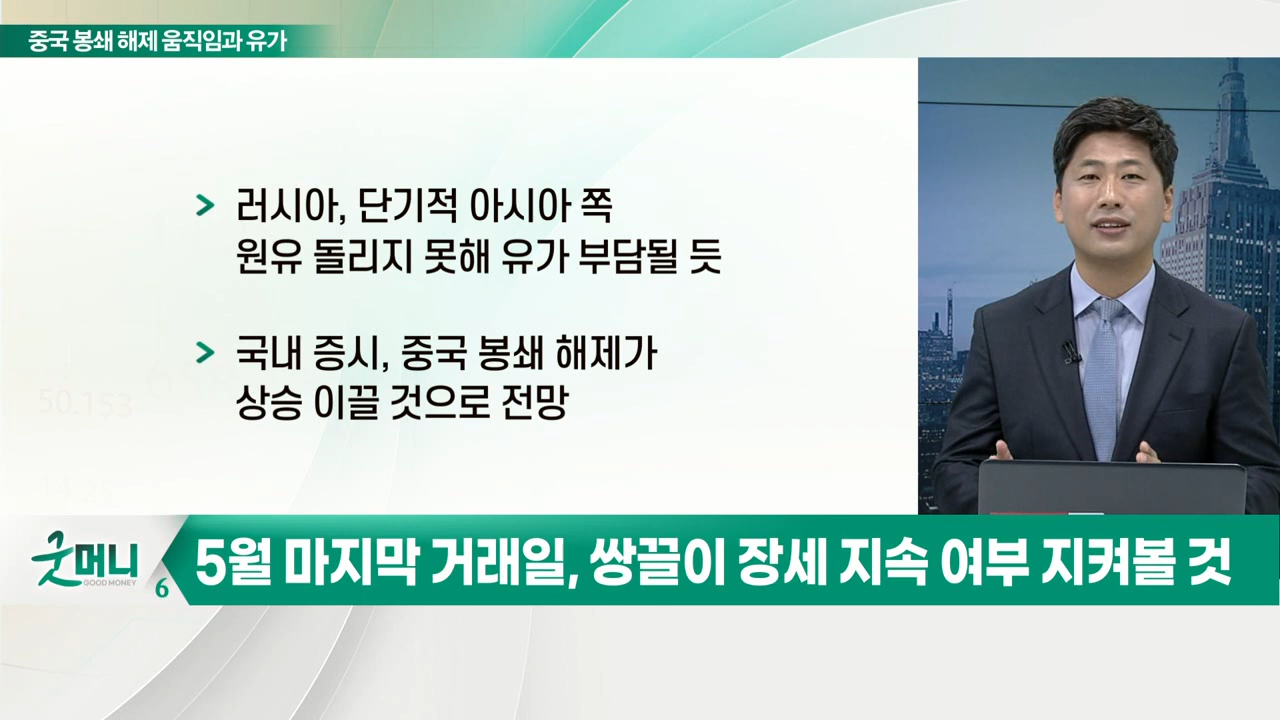 중국 봉쇄 해제 움직임과 유가
> 러시아, 단기적 아시아 쪽
원유 돌리지 못해 유가 부담될 듯
> 국내 증시, 중국 봉쇄 해제가
상승 이끌 것으로 전망
50.153
굿머니
GOOD MONEY
6
5월 마지막 거래일, 쌍끌이 장세 지속 여부 지켜볼 것